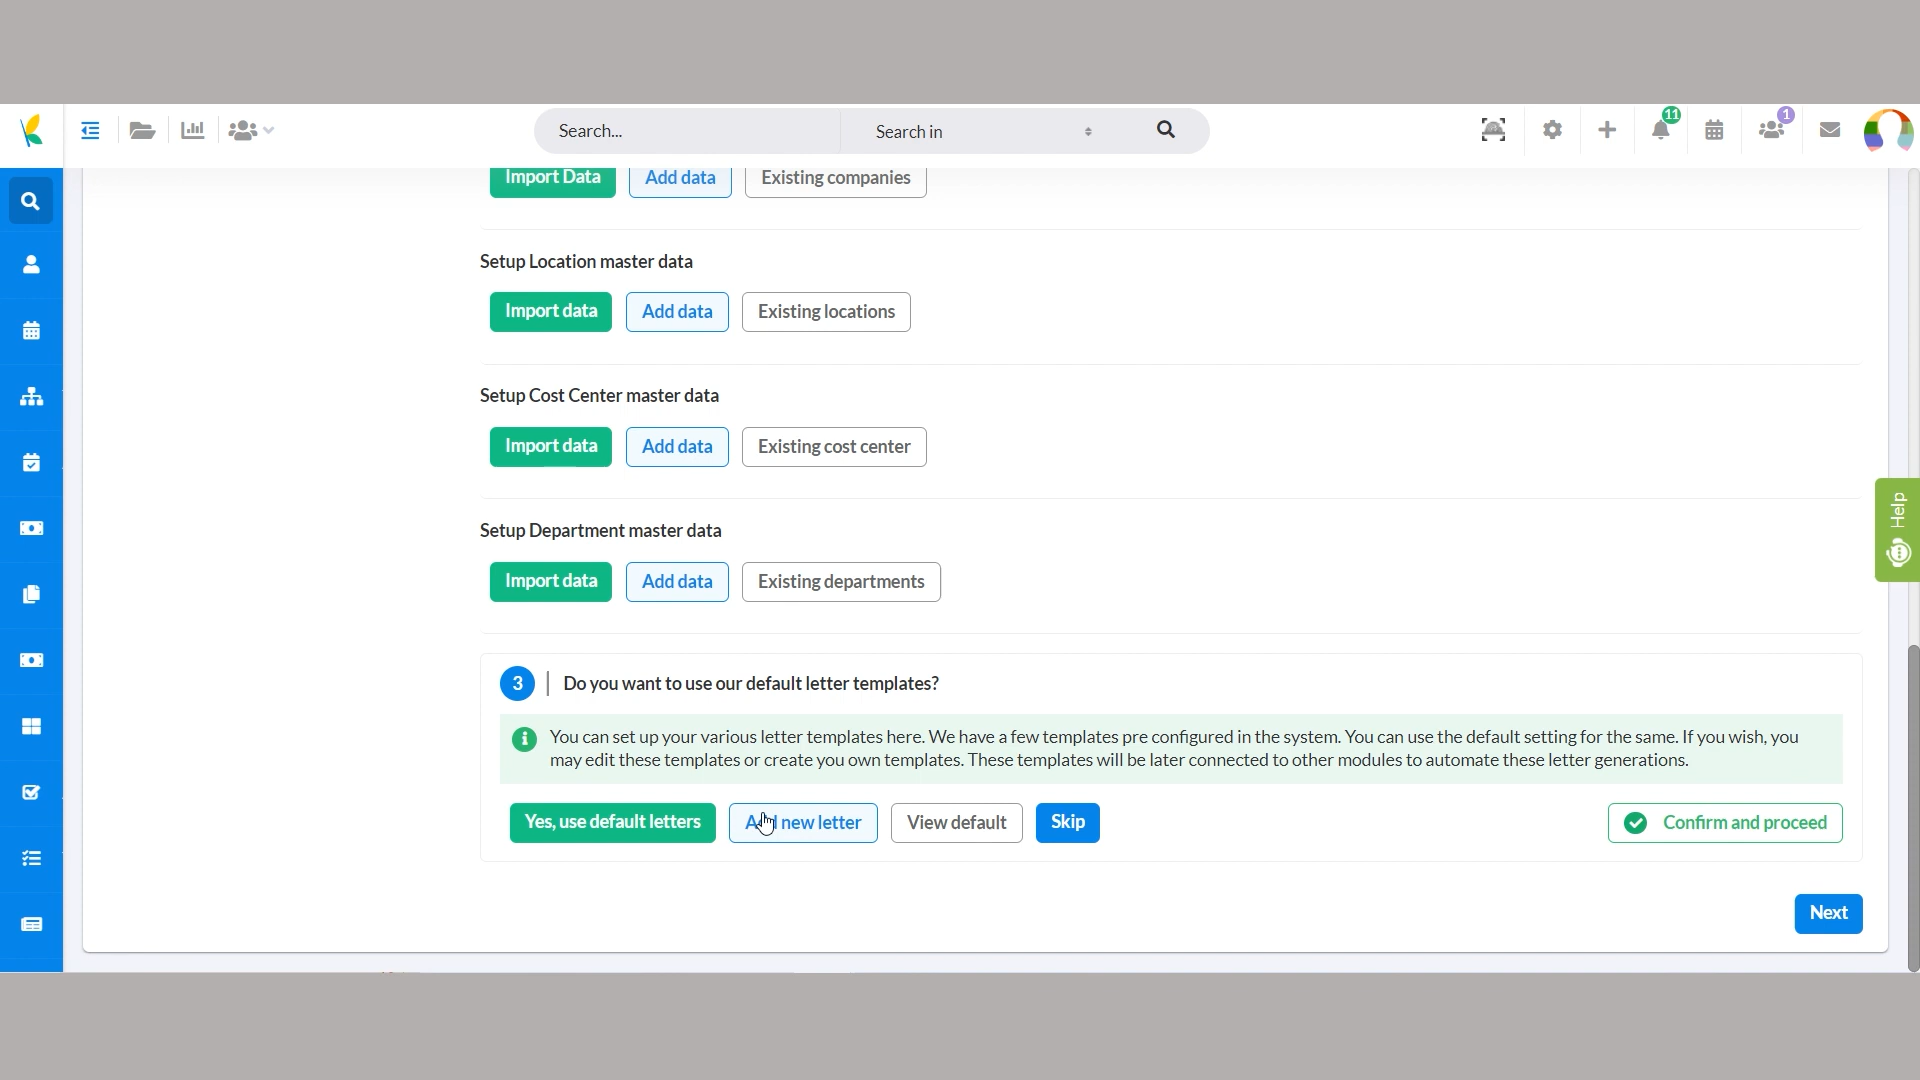 Search...
Search in
11
1
Import Data
Add data
Existing companies
Setup Location master data
Import data
Add data
Existing locations
Setup Cost Center master data
Import data
Add data
Existing cost center
Help
Setup Department master data
Import data
Add data
Existing departments
3
Do you want to use our default letter templates?
You can set up your various letter templates here. We have a few templates pre configured in the system. You can use the default setting for the same. If you wish, you
may edit these templates or create you own templates. These templates will be later connected to other modules to automate these letter generations.
Yes, use default letters
Add new letter
View default
Skip
Confirm and proceed
Next